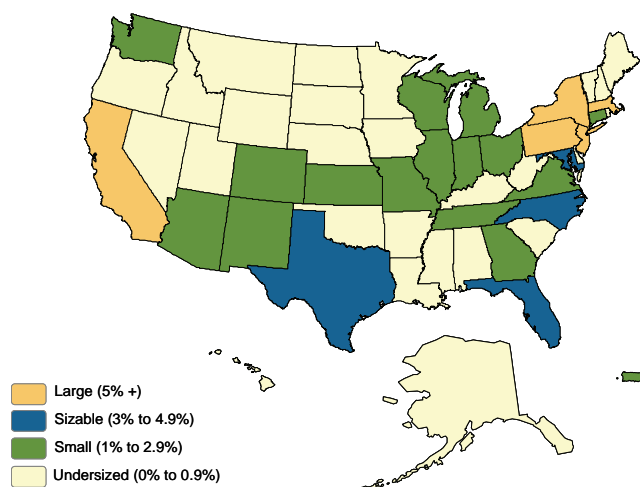 Large (5% +)
Sizable (3% to 4.9%)
Small (1% to 2.9%)
Undersized (0% to 0.9%)